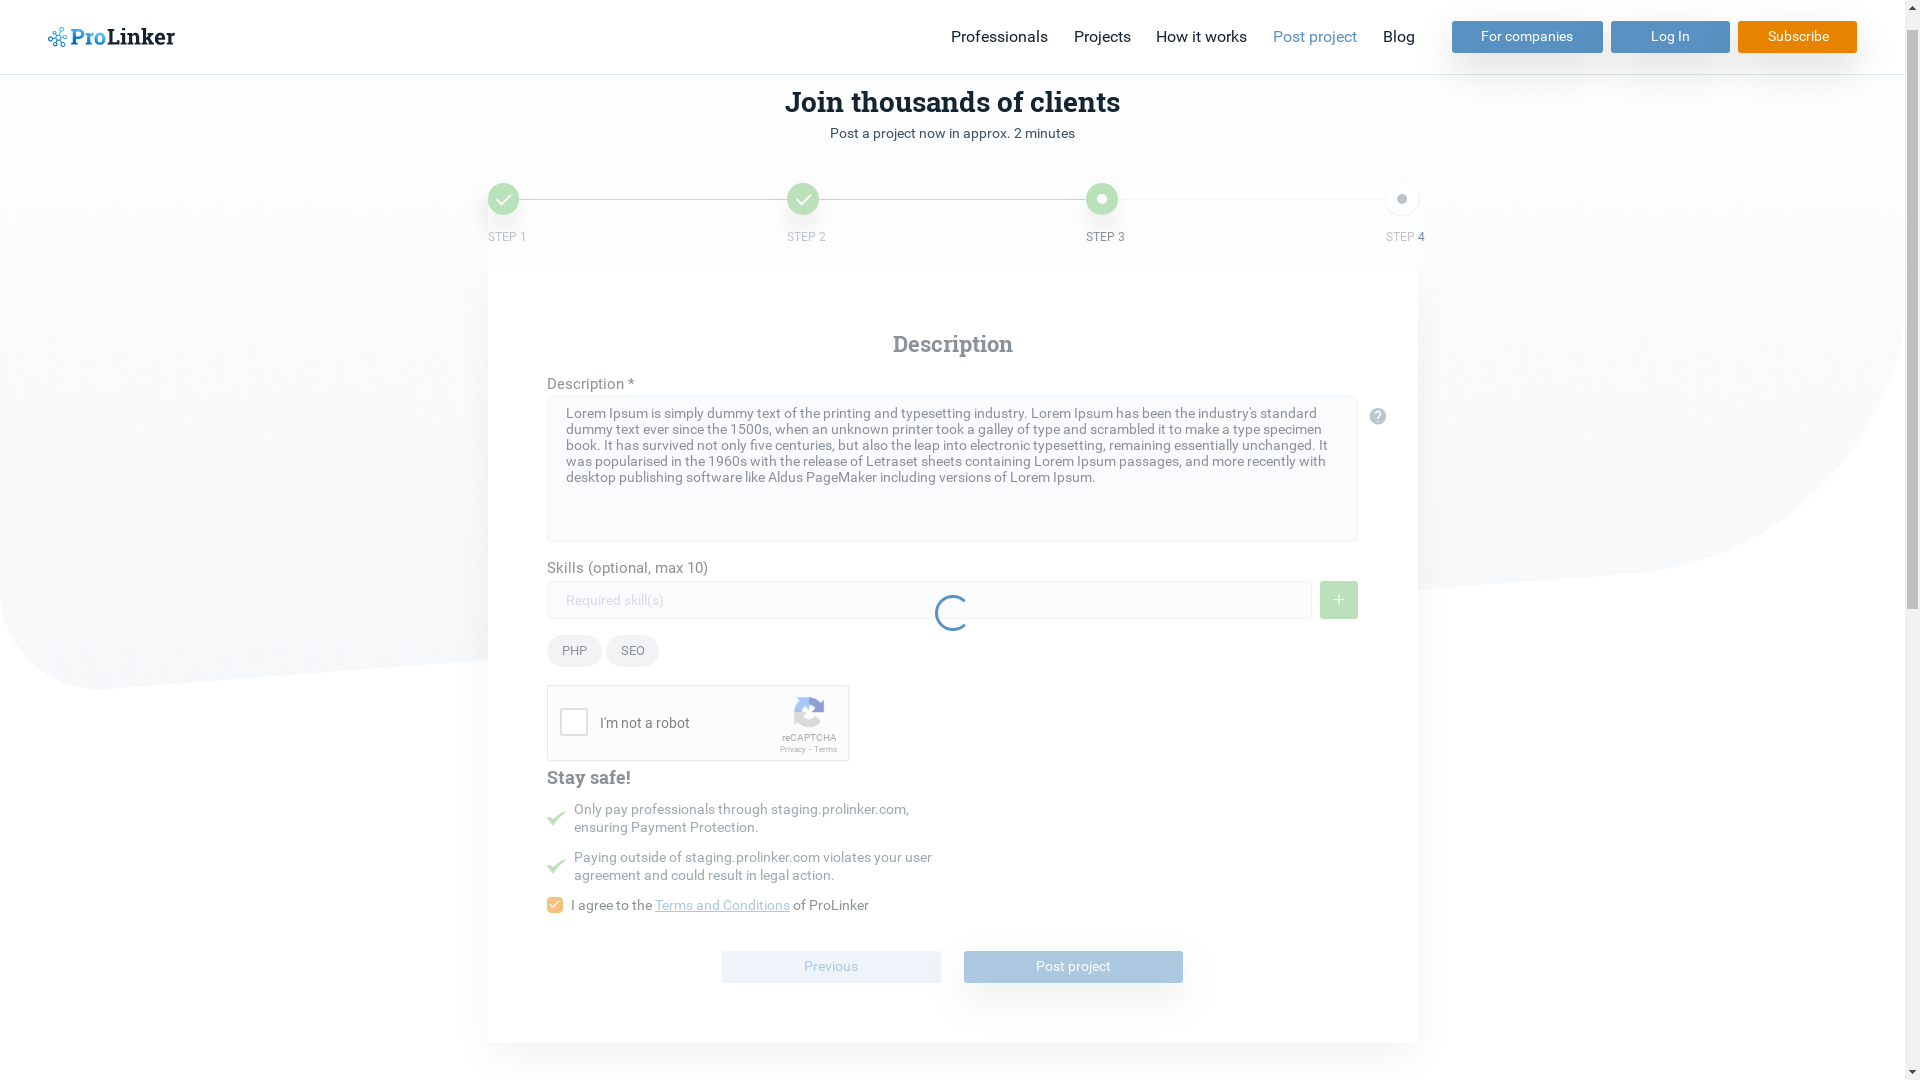 ProLinker
Professionals
Projects
How it works
Post project
Blog
For companies
Log In
Subscribe
Join thousands of clients
Post a project now in approx. 2 minutes
STEP 1
STEP 2
STEP 3
STEP 4
Description
Description *
Lorem Ipsum is simply dummy text of the printing and typesetting industry. Lorem Ipsum has been the industry's standard
dummy text ever since the 1500s, when an unknown printer took a galley of type and scrambled it to make a type specimen
book. It has survived not only five centuries, but also the leap into electronic typesetting, remaining essentially unchanged. It
was popularised in the 1960s with the release of Letraset sheets containing Lorem Ipsum passages, and more recently with
desktop publishing software like Aldus PageMaker including versions of Lorem Ipsum.
Skills (optional, max 10)
Required skill(s)
+
PHP
SEO
I'm not a robot
reCAPTCHA
Privacy - Terms
Stay safe!
Only pay professionals through staging.prolinker.com,
ensuring Payment Protection.
Paying outside of staging.prolinker.com violates your user
agreement and could result in legal action.
I agree to the Terms and Conditions of ProLinker
Previous
Post project